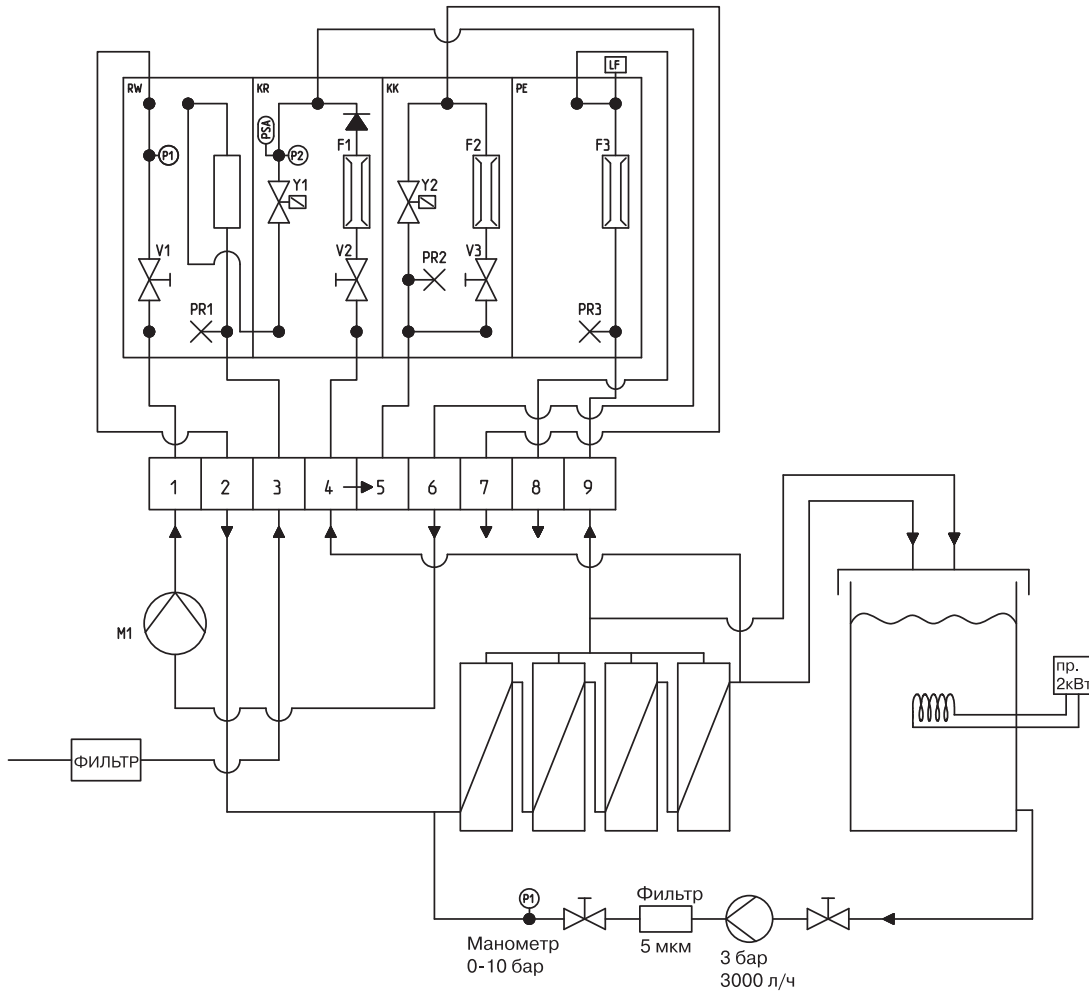 RW
KR
KK
PE
LF
PSA
P1
P2
F1
F2
F3
Y1
Y2
V1
V2
PR2
V3
PR1
PR3
1
2
3
4
5
6
7
8
9
M1
ФИЛЬТР
пр.
2кВт
P1
Манометр
0-10 бар
Фильтр
5 мкм
3 бар
3000 л/ч